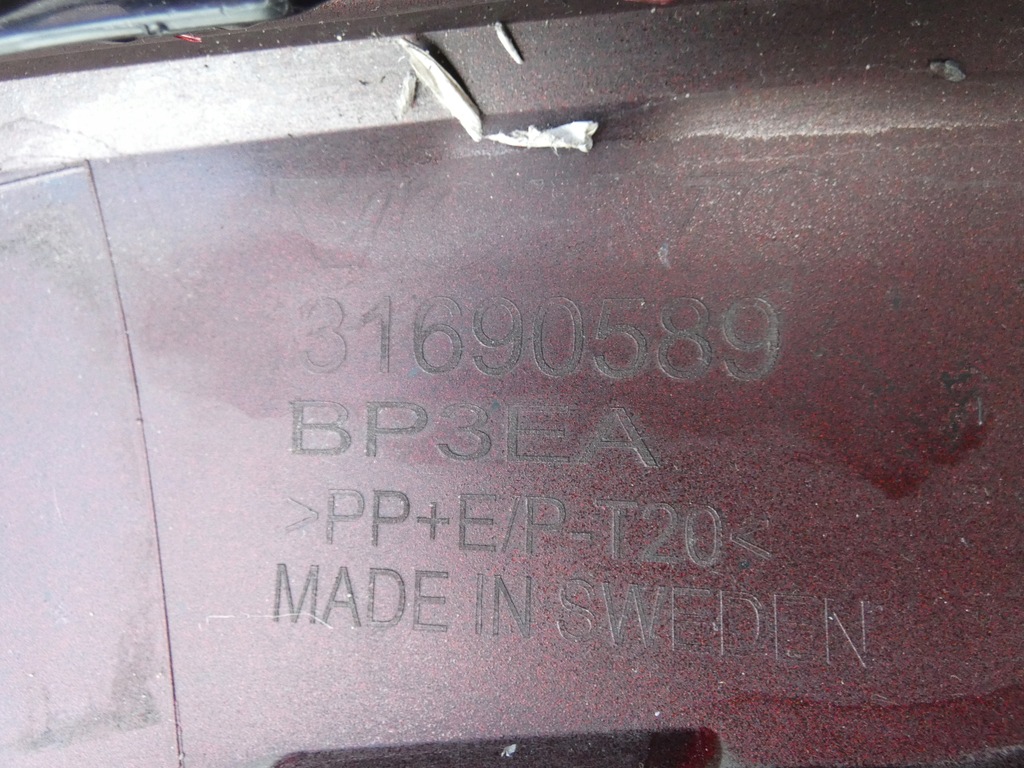 31690589
BP3EA
>PP+E/P-T20<
MADE IN SWEDEN